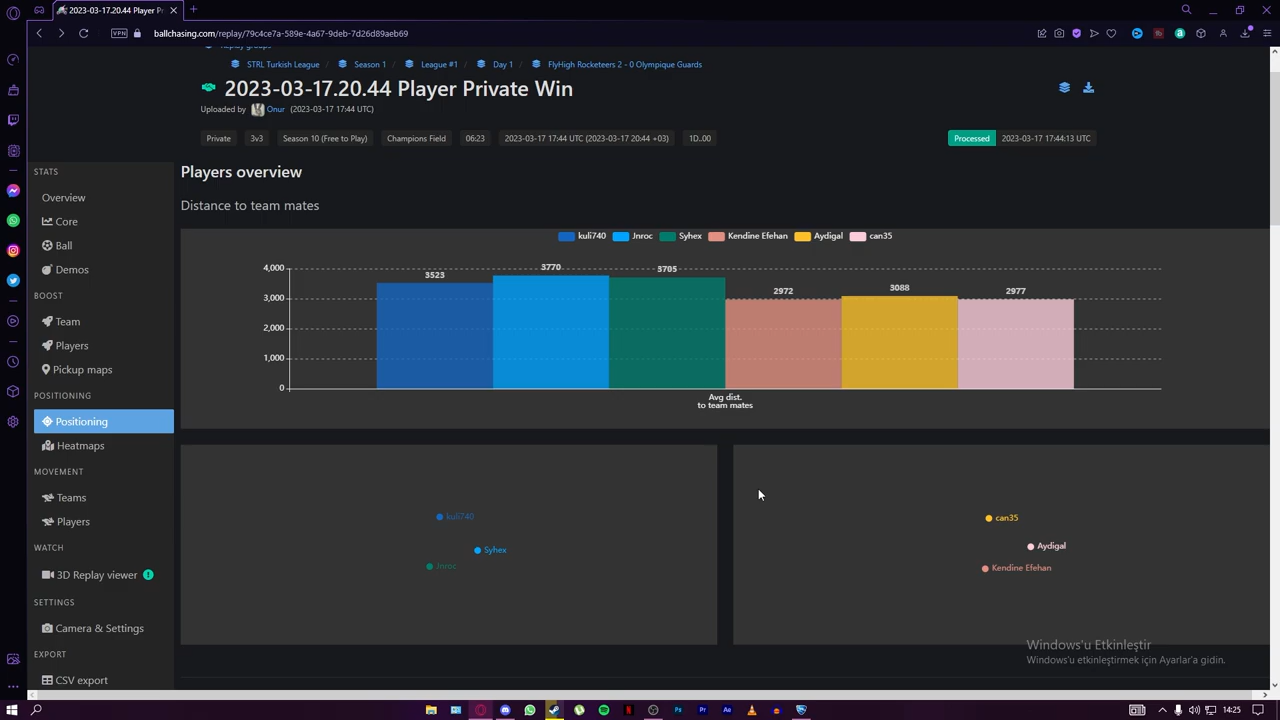 2023-03-17.20.44 Player Pr
VPN
ballchasing.com/replay/79c4ce7a-589e-4a67-9deb-7d26d89aeb69
Replay groups
STRL Turkish League / Season 1 / League #1 / Day 1 / FlyHigh Rocketeers 2 - 0 Olympique Guards
2023-03-17.20.44 Player Private Win
Uploaded by Onur (2023-03-17 17:44 UTC)
Private 3v3 Season 10 (Free to Play) Champions Field 06:23 2023-03-17 17:44 UTC (2023-03-17 20:44 +03) 1D..00 Processed 2023-03-17 17:44:13 UTC
STATS
Overview
Core
Ball
Demos
BOOST
Team
Players
Pickup maps
POSITIONING
Positioning
Heatmaps
MOVEMENT
Teams
Players
WATCH
3D Replay viewer
SETTINGS
Camera & Settings
EXPORT
CSV export
Players overview
Distance to team mates
kuli740 Jnroc Syhex Kendine Efehan Aydigal can35
4,000
3,000
2,000
1,000
0
3523 3770 3705 2972 3088 2977
Avg dist.
to team mates
kuli740
Syhex
Jnroc
can35
Aydigal
Kendine Efehan
Windows'u Etkinleştir
Windows'u etkinleştirmek için Ayarlar'a gidin.
14:25